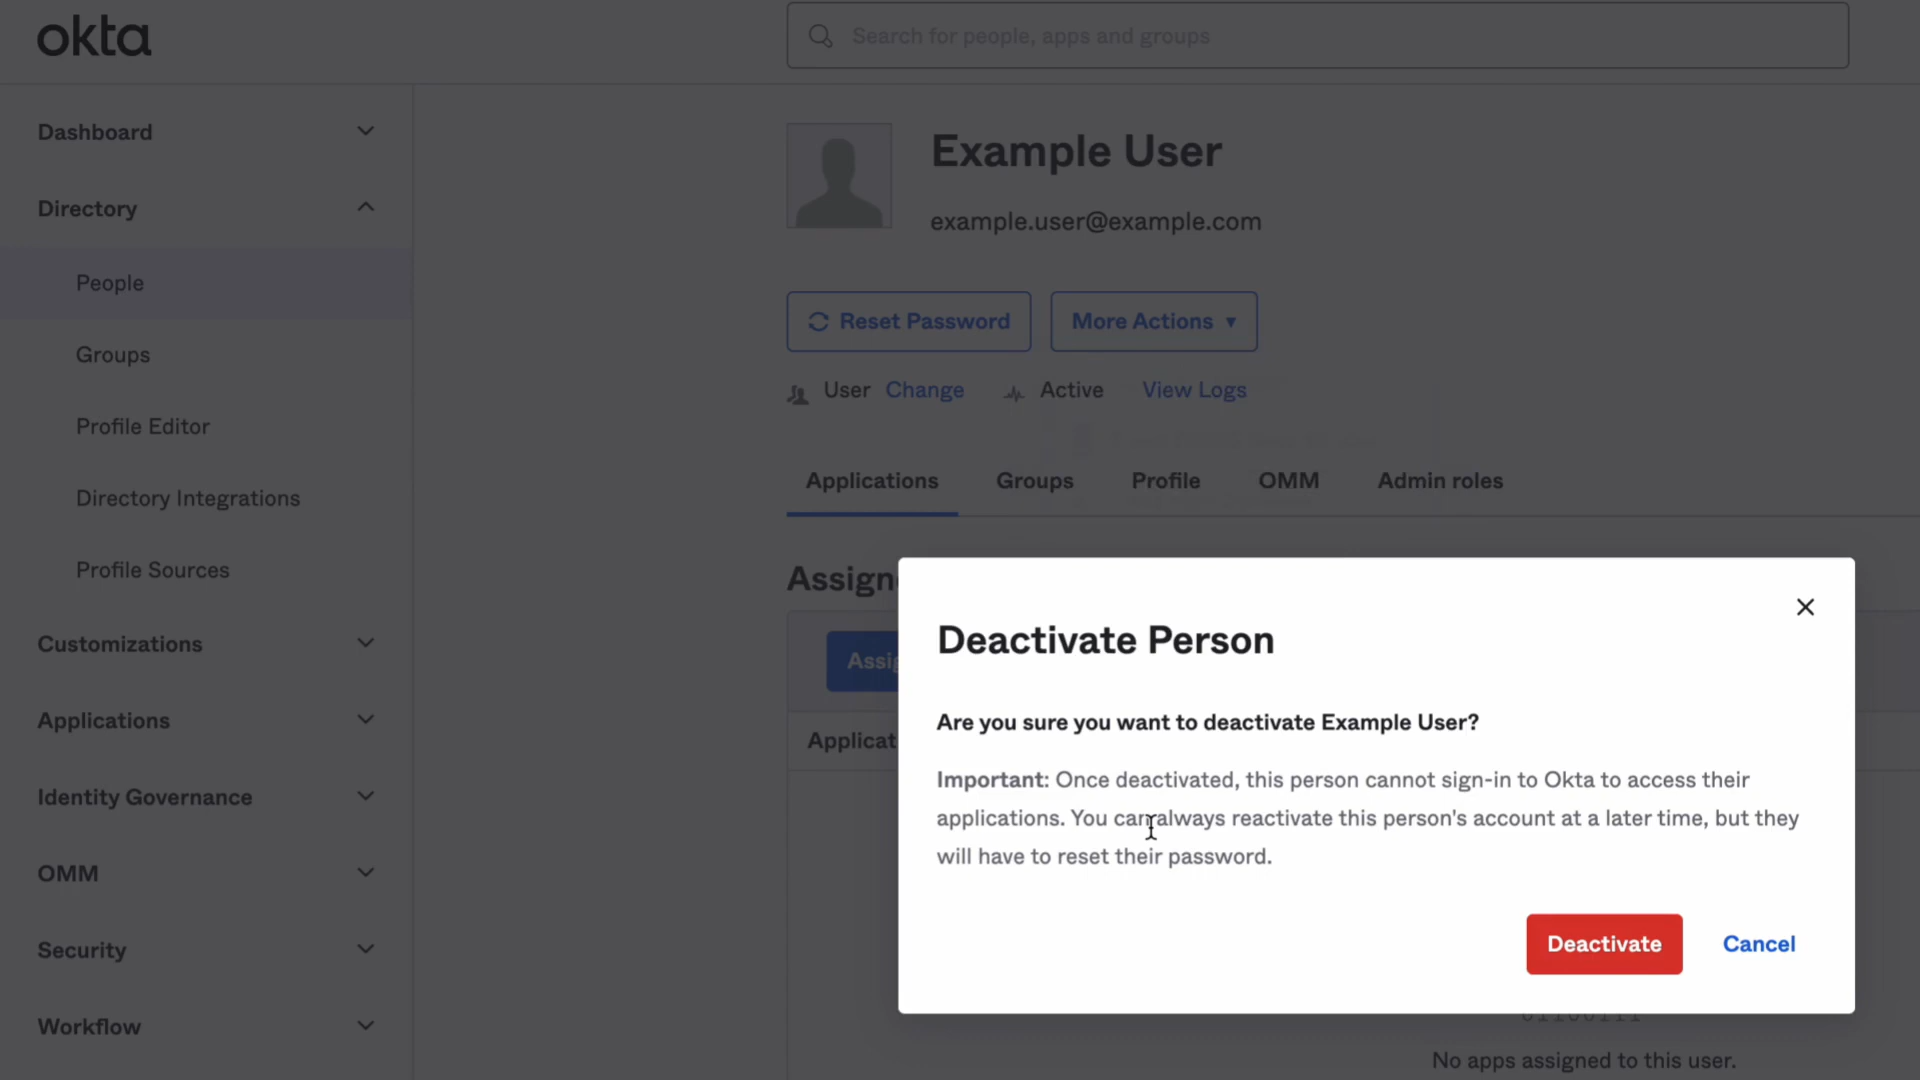 okta
Search for people, apps and groups
Dashboard
Directory
People
Groups
Profile Editor
Directory Integrations
Profile Sources
Customizations
Applications
Identity Governance
OMM
Security
Workflow
Example User
example.user@example.com
Reset Password More Actions
User Change Active View Logs
Applications Groups Profile OMM Admin roles
Assign
Assig
Applicat
Deactivate Person
Are you sure you want to deactivate Example User?
Important: Once deactivated, this person cannot sign-in to Okta to access their
applications. You can always reactivate this person's account at a later time, but they
will have to reset their password.
Deactivate Cancel
No apps assigned to this user.